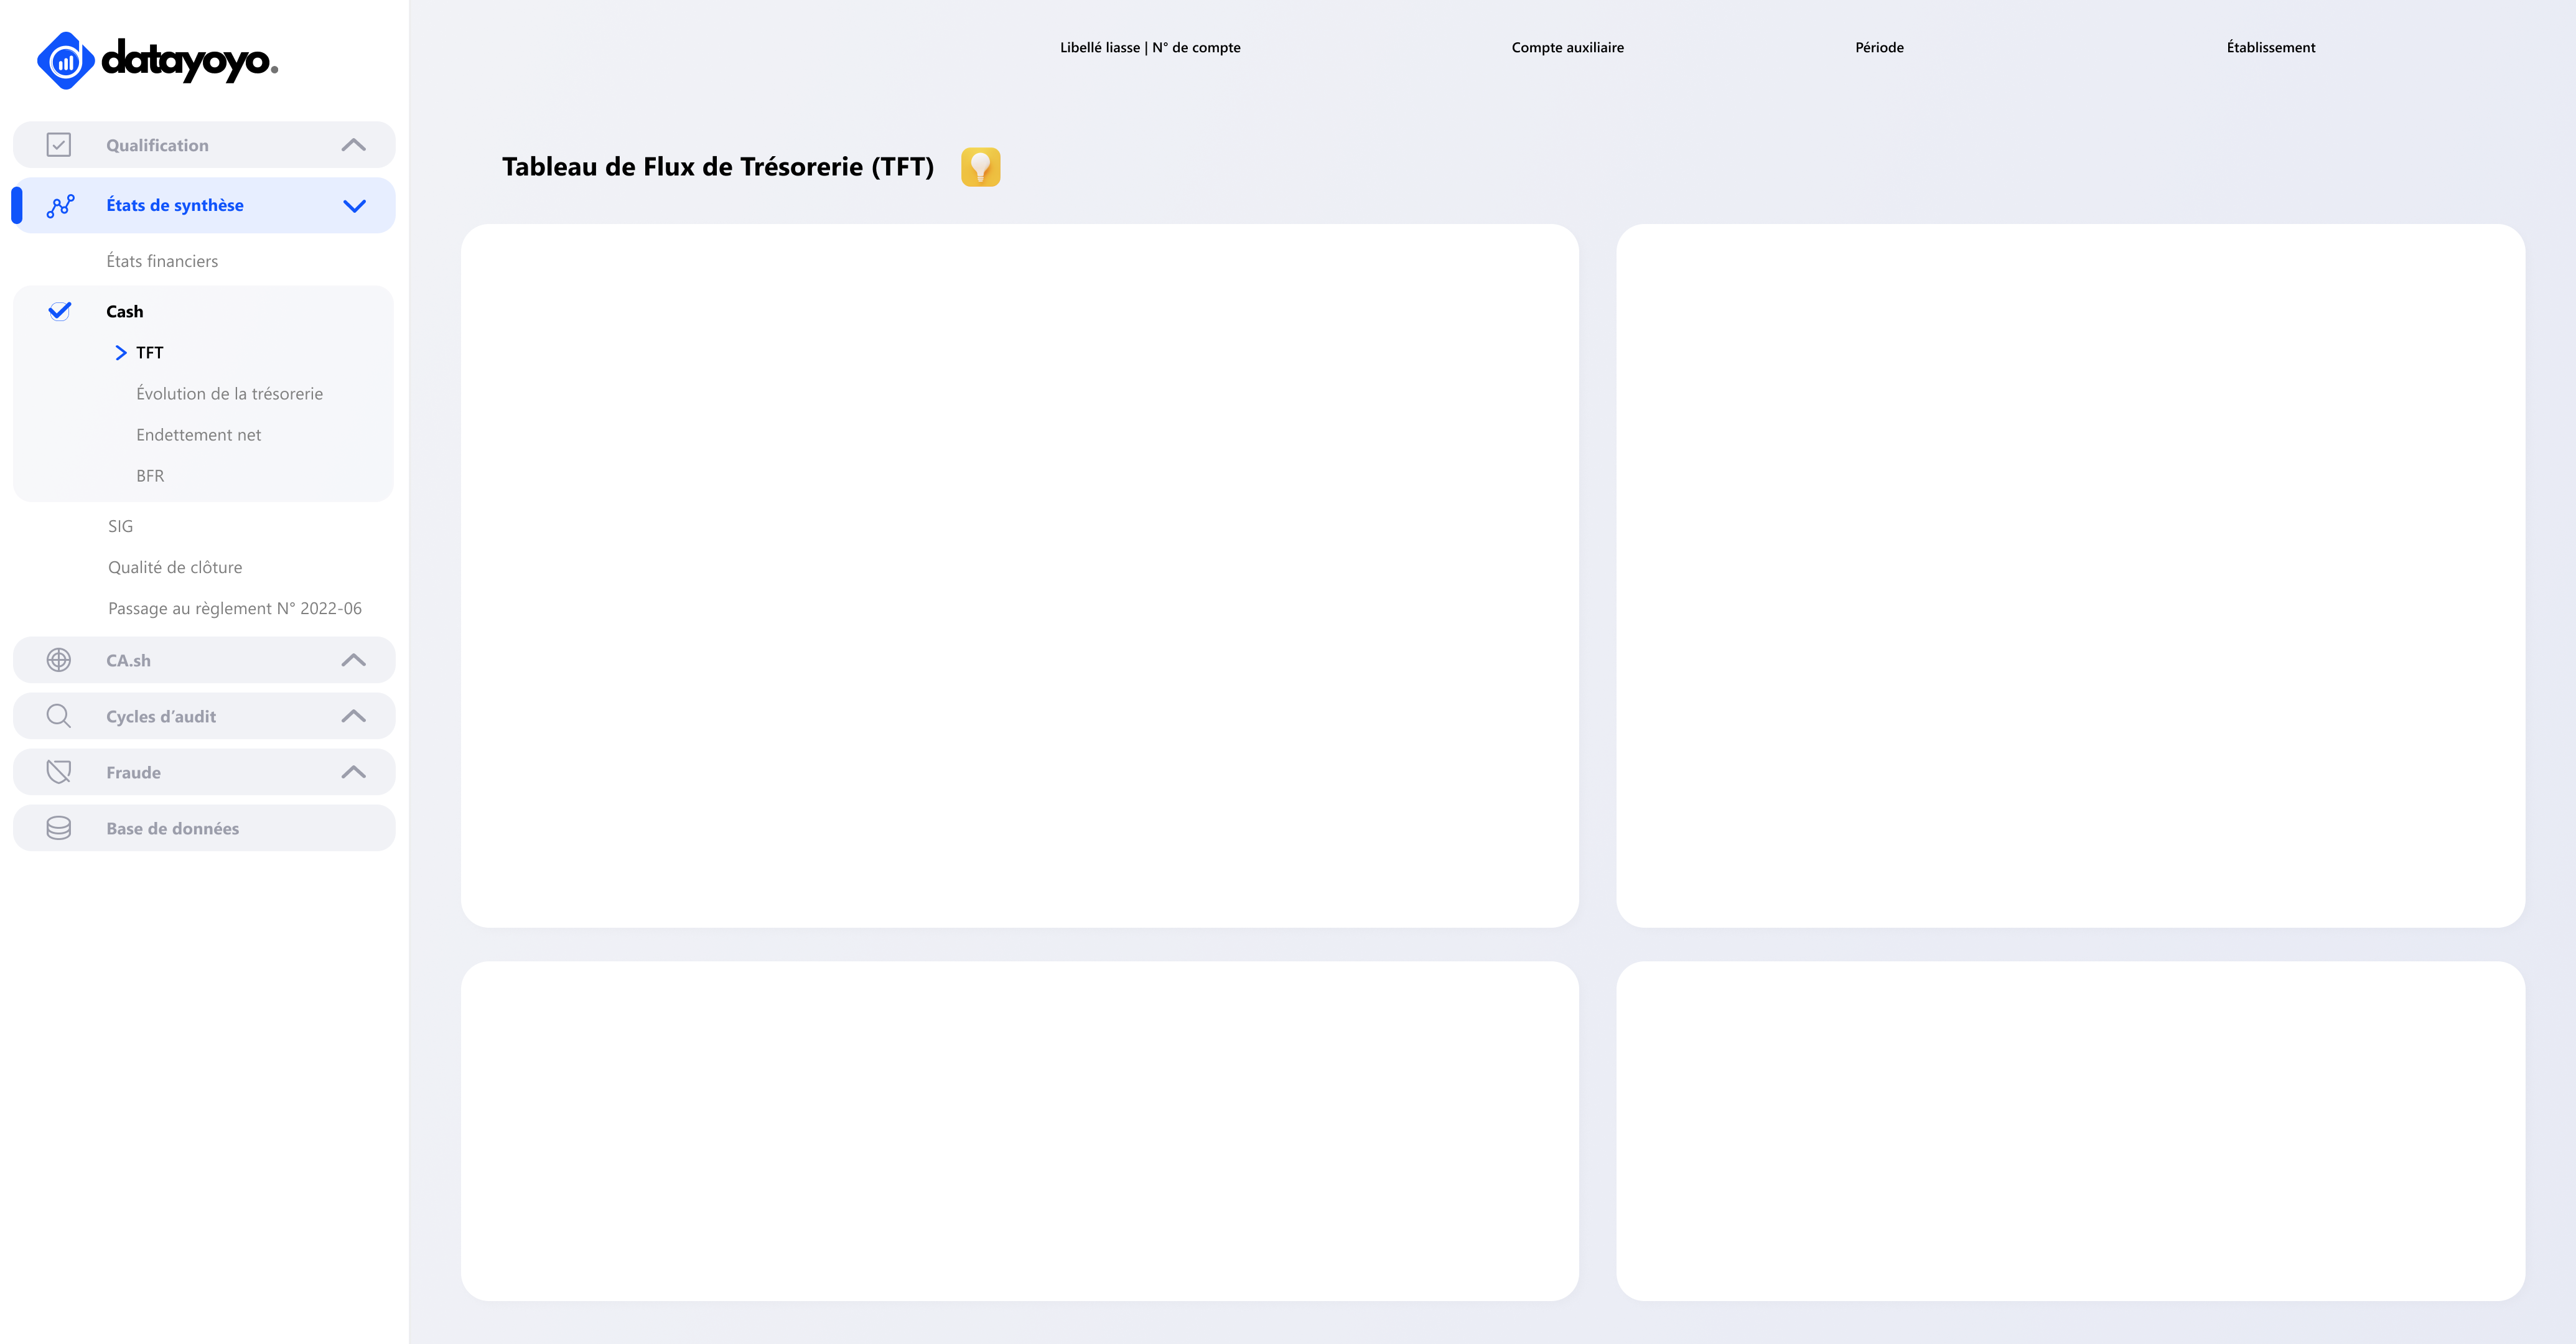 datayoyo.
Qualification
États de synthèse
États financiers
Cash
TFT
Évolution de la trésorerie
Endettement net
BFR
SIG
Qualité de clôture
Passage au règlement N° 2022-06
CA.sh
Cycles d’audit
Fraude
Base de données
Libellé liasse | N° de compte
Compte auxiliaire
Période
Établissement
Tableau de Flux de Trésorerie (TFT)